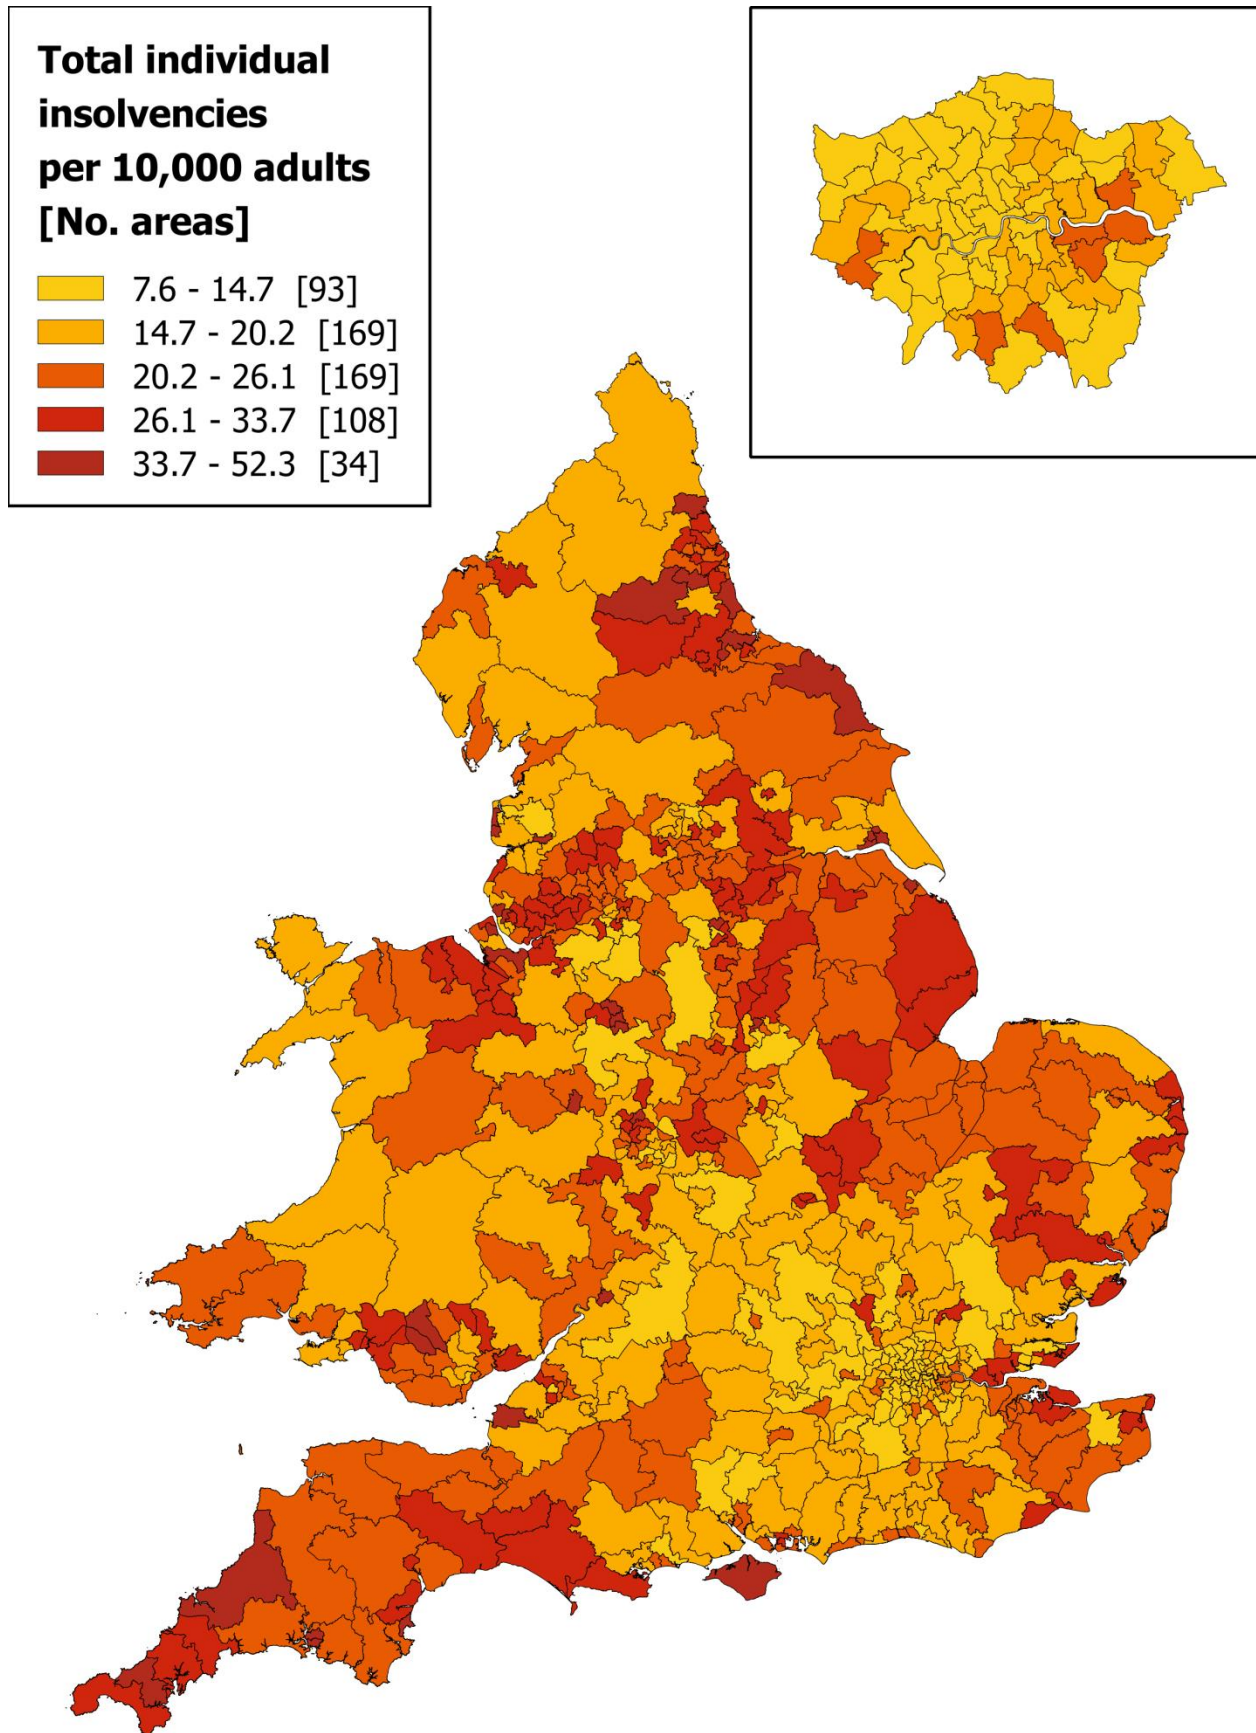 Total individual
insolvencies
per 10,000 adults
[No. areas]
7.6 - 14.7 [93]
14.7 - 20.2 [169]
20.2 - 26.1 [169]
26.1 - 33.7 [108]
33.7 - 52.3 [34]